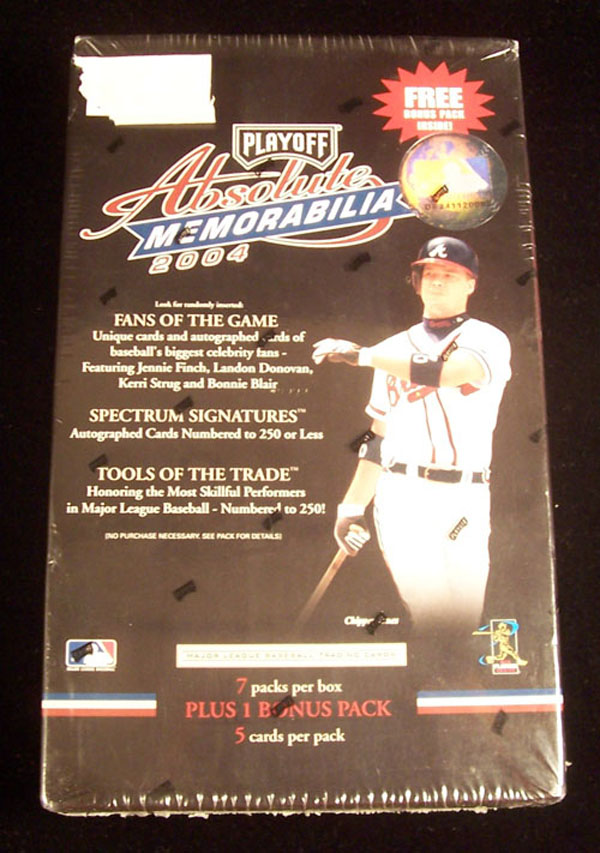 FREE
BONUS PACK
INSIDE!
PLAYOFF
Absolute
MEMORABILIA
2004
Look for randomly inserted:
FANS OF THE GAME
Unique cards and autographed cards of
baseball's biggest celebrity fans -
Featuring Jennie Finch, Landon Donovan,
Kerri Strug and Bonnie Blair
SPECTRUM SIGNATURES™
Autographed Cards Numbered to 250 or Less
TOOLS OF THE TRADE™
Honoring the Most Skillful Performers
in Major League Baseball - Numbered to 250!
(NO PURCHASE NECESSARY. SEE PACK FOR DETAILS)
Chipper Jones
MAJOR LEAGUE BASEBALL TRADING CARDS
7 packs per box
PLUS 1 BONUS PACK
5 cards per pack